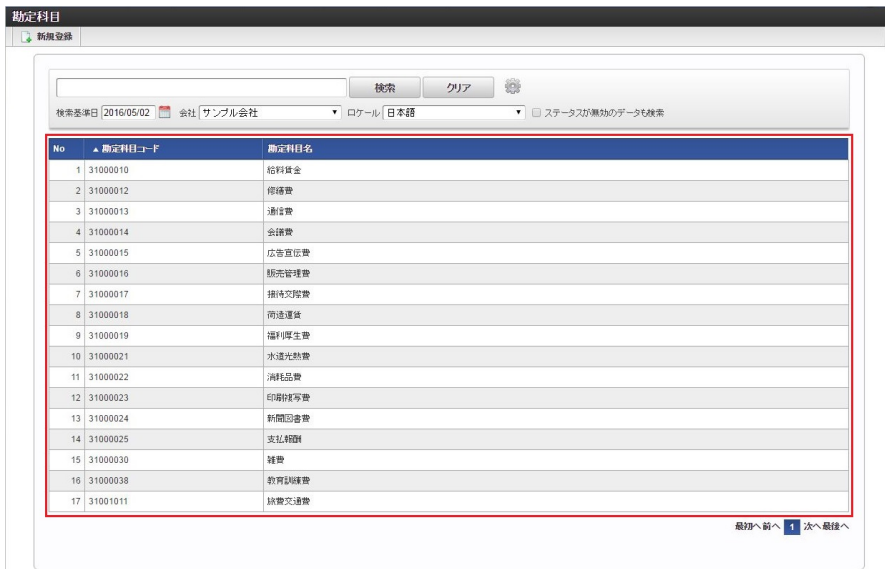 勘定科目
新規登録
検索 クリア
検索基準日 2016/05/02 会社 サンプル会社 ロケール 日本語 ステータスが無効のデータも検索
No ▲ 勘定科目コード 勘定科目名
1 31000010 給料賃金
2 31000012 修繕費
3 31000013 通信費
4 31000014 会議費
5 31000015 広告宣伝費
6 31000016 販売管理費
7 31000017 接待交際費
8 31000018 荷造運賃
9 31000019 福利厚生費
10 31000021 水道光熱費
11 31000022 消耗品費
12 31000023 印刷複写費
13 31000024 新聞図書費
14 31000025 支払報酬
15 31000030 雑費
16 31000038 教育訓練費
17 31001011 旅費交通費
最初へ 前へ 1 次へ 最後へ